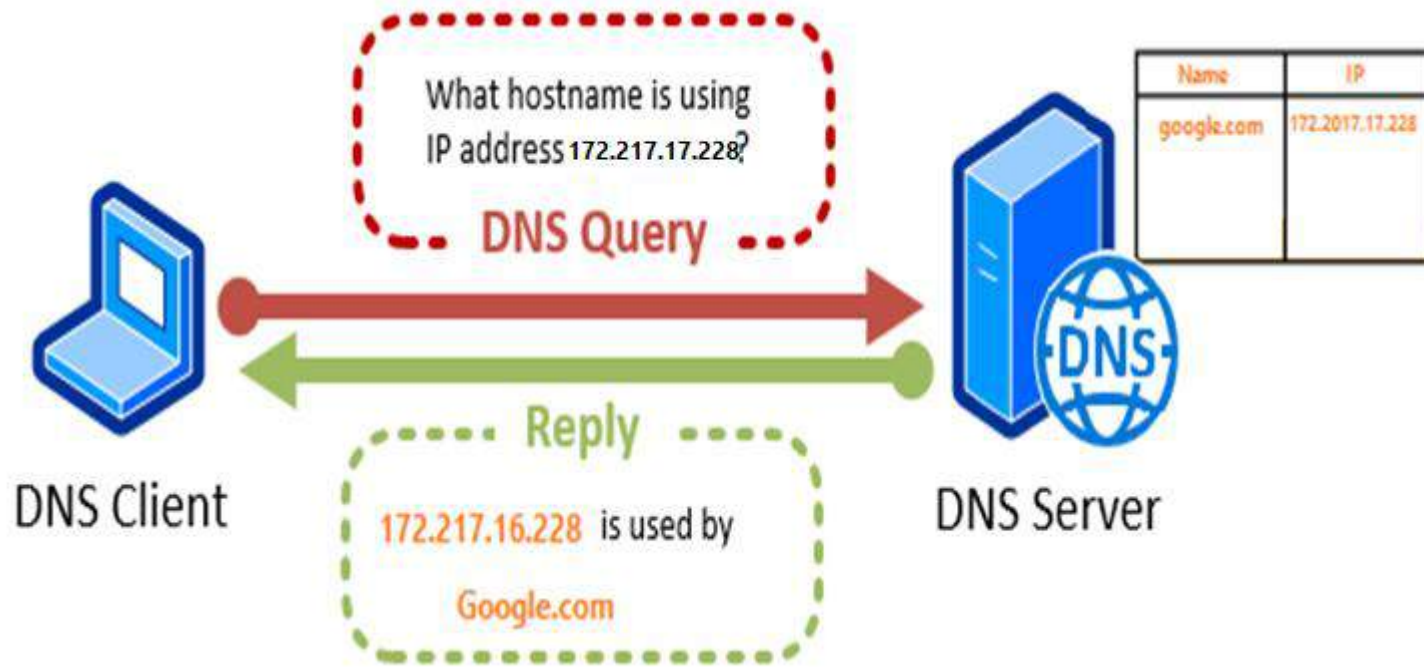 What hostname is using
IP address 172.217.17.228?
DNS Query
Name IP
google.com 172.2017.17.228
DNS
Reply
172.217.16.228 is used by
Google.com
DNS Client
DNS Server